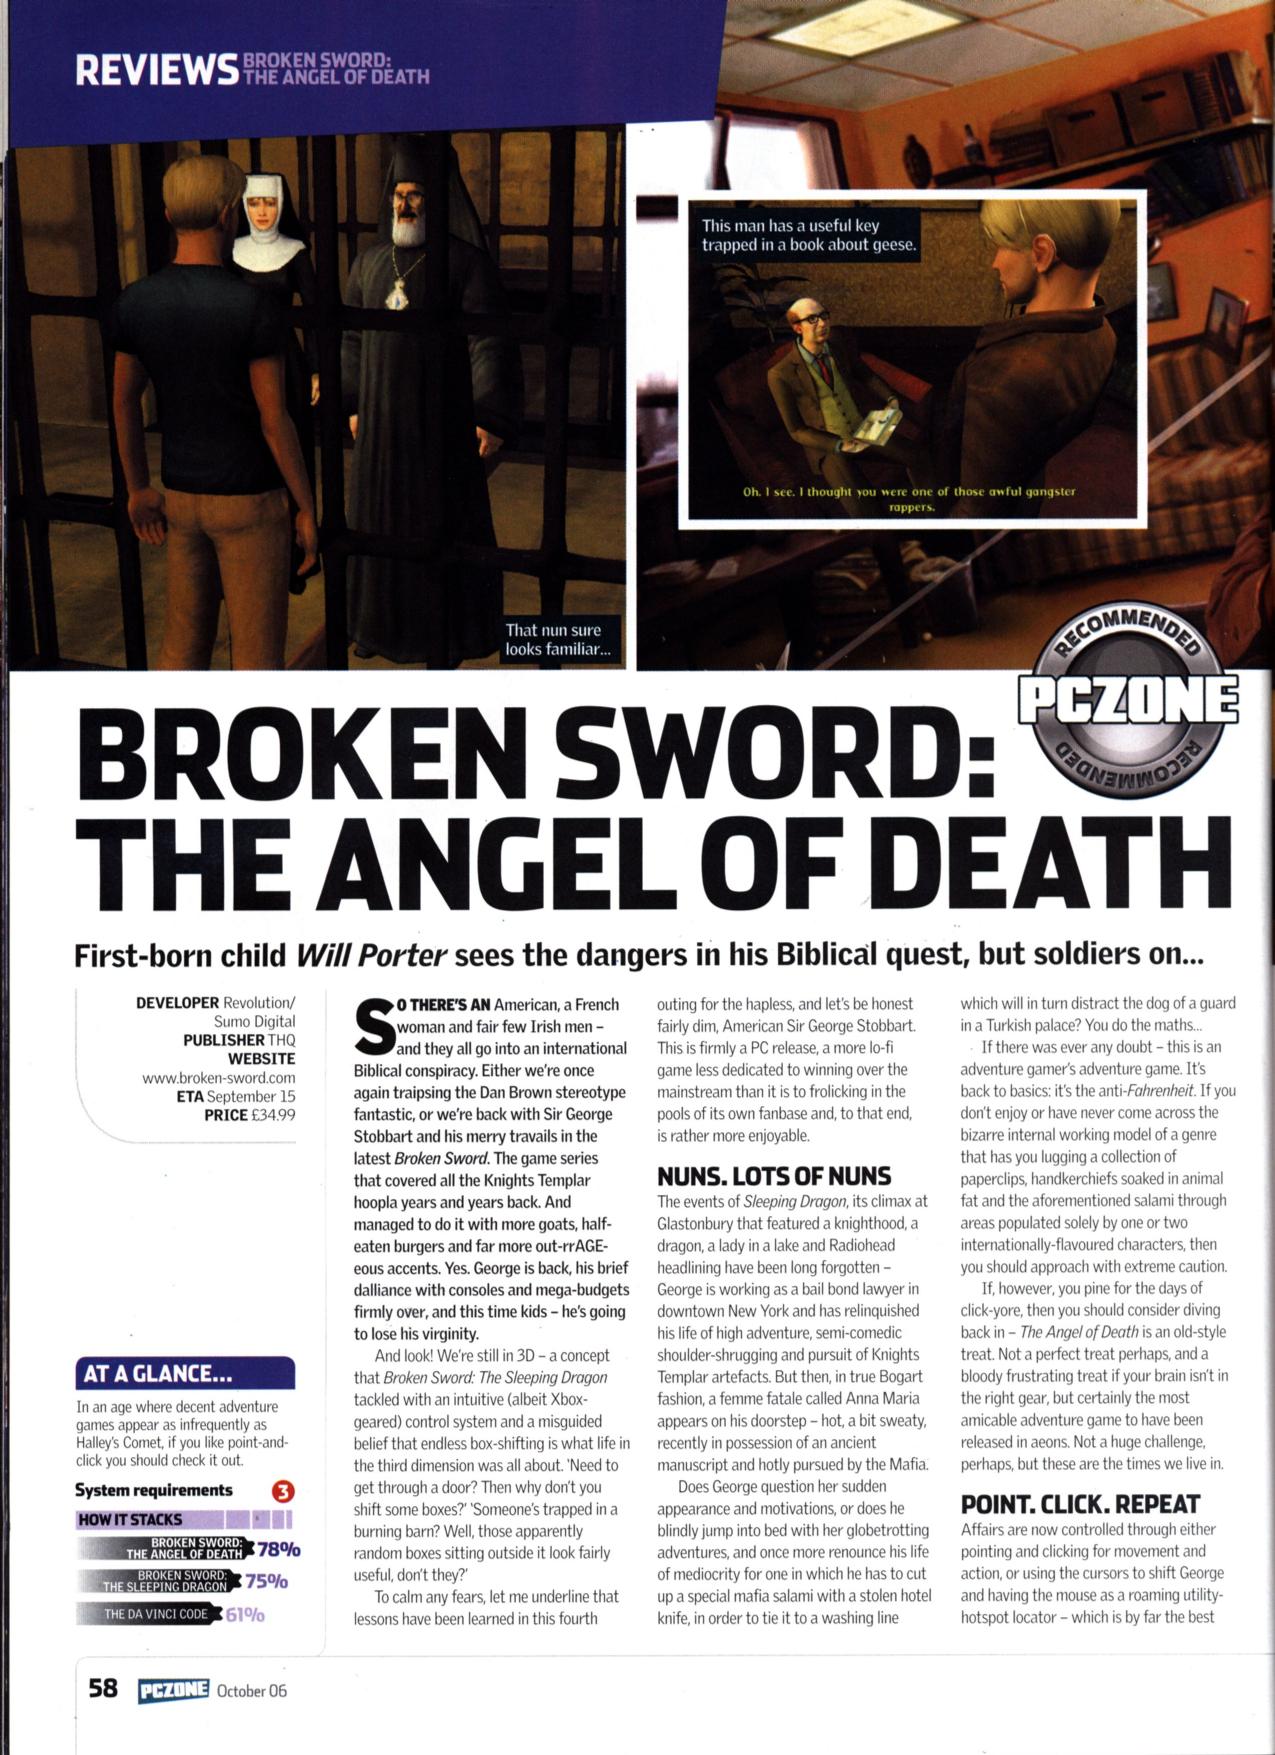 REVIEWS BROKEN SWORD:
THE ANGEL OF DEATH
This man has a useful key
trapped in a book about geese.
Oh, I see. I thought you were one of those awful gangster
rappers.
That nun sure
looks familiar...
RECOMMENDED
PCZONE
RECOMMENDED
BROKEN SWORD:
THE ANGEL OF DEATH
First-born child Will Porter sees the dangers in his Biblical quest, but soldiers on...
DEVELOPER Revolution/
Sumo Digital
PUBLISHER THQ
WEBSITE
www.broken-sword.com
ETA September 15
PRICE £34.99
AT A GLANCE...
In an age where decent adventure
games appear as infrequently as
Halley's Comet, if you like point-and-
click you should check it out.
System requirements 3
HOW IT STACKS
BROKEN SWORD:
THE ANGEL OF DEATH 78%
BROKEN SWORD:
THE SLEEPING DRAGON 75%
THE DA VINCI CODE 61%
SO THERE'S AN American, a French
woman and fair few Irish men –
and they all go into an international
Biblical conspiracy. Either we're once
again traipsing the Dan Brown stereotype
fantastic, or we're back with Sir George
Stobbart and his merry travails in the
latest Broken Sword. The game series
that covered all the Knights Templar
hoopla years and years back. And
managed to do it with more goats, half-
eaten burgers and far more out-rrAGE-
eous accents. Yes. George is back, his brief
dalliance with consoles and mega-budgets
firmly over, and this time kids – he's going
to lose his virginity.
And look! We're still in 3D – a concept
that Broken Sword: The Sleeping Dragon
tackled with an intuitive (albeit Xbox-
geared) control system and a misguided
belief that endless box-shifting is what life in
the third dimension was all about. 'Need to
get through a door? Then why don't you
shift some boxes?' 'Someone's trapped in a
burning barn? Well, those apparently
random boxes sitting outside it look fairly
useful, don't they?'
To calm any fears, let me underline that
lessons have been learned in this fourth
outing for the hapless, and let's be honest
fairly dim, American Sir George Stobbart.
This is firmly a PC release, a more lo-fi
game less dedicated to winning over the
mainstream than it is to frolicking in the
pools of its own fanbase and, to that end,
is rather more enjoyable.
NUNS. LOTS OF NUNS
The events of Sleeping Dragon, its climax at
Glastonbury that featured a knighthood, a
dragon, a lady in a lake and Radiohead
headlining have been long forgotten –
George is working as a bail bond lawyer in
downtown New York and has relinquished
his life of high adventure, semi-comedic
shoulder-shrugging and pursuit of Knights
Templar artefacts. But then, in true Bogart
fashion, a femme fatale called Anna Maria
appears on his doorstep – hot, a bit sweaty,
recently in possession of an ancient
manuscript and hotly pursued by the Mafia.
Does George question her sudden
appearance and motivations, or does he
blindly jump into bed with her globetrotting
adventures, and once more renounce his life
of mediocrity for one in which he has to cut
up a special mafia salami with a stolen hotel
knife, in order to tie it to a washing line
which will in turn distract the dog of a guard
in a Turkish palace? You do the maths...
If there was ever any doubt – this is an
adventure gamer's adventure game. It's
back to basics: it's the anti-Fahrenheit. If you
don't enjoy or have never come across the
bizarre internal working model of a genre
that has you lugging a collection of
paperclips, handkerchiefs soaked in animal
fat and the aforementioned salami through
areas populated solely by one or two
internationally-flavoured characters, then
you should approach with extreme caution.
If, however, you pine for the days of
click-yore, then you should consider diving
back in – The Angel of Death is an old-style
treat. Not a perfect treat perhaps, and a
bloody frustrating treat if your brain isn't in
the right gear, but certainly the most
amicable adventure game to have been
released in aeons. Not a huge challenge,
perhaps, but these are the times we live in.
POINT. CLICK. REPEAT
Affairs are now controlled through either
pointing and clicking for movement and
action, or using the cursors to shift George
and having the mouse as a roaming utility-
hotspot locator – which is by far the best
58 PCZONE October 06